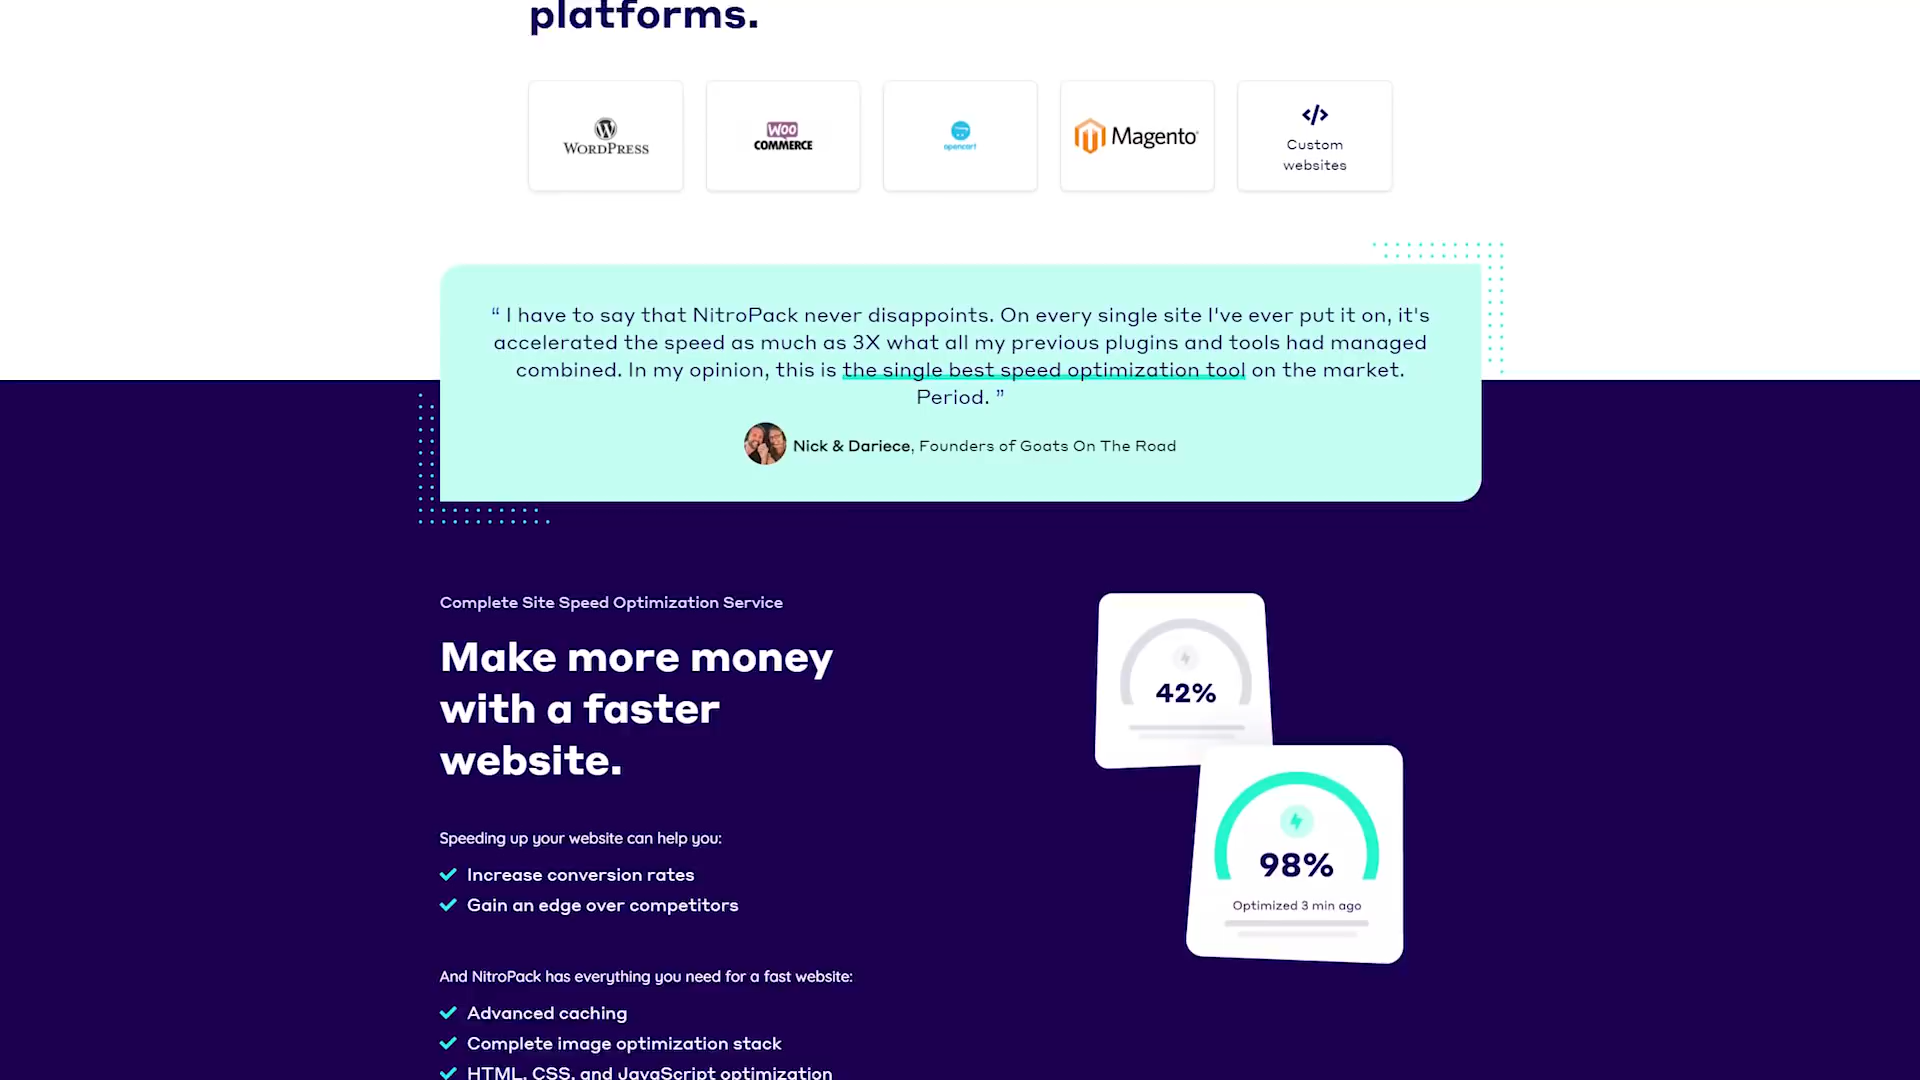 platforms.
WORDPRESS
WOO
COMMERCE
opencart
Magento
</>
Custom
websites
“ I have to say that NitroPack never disappoints. On every single site I've ever put it on, it's
accelerated the speed as much as 3X what all my previous plugins and tools had managed
combined. In my opinion, this is the single best speed optimization tool on the market.
Period. ”
Nick & Dariece, Founders of Goats On The Road
Complete Site Speed Optimization Service
Make more money
with a faster
website.
42%
98%
Optimized 3 min ago
Speeding up your website can help you:
Increase conversion rates
Gain an edge over competitors
And NitroPack has everything you need for a fast website:
Advanced caching
Complete image optimization stack
HTML, CSS, and JavaScript optimization